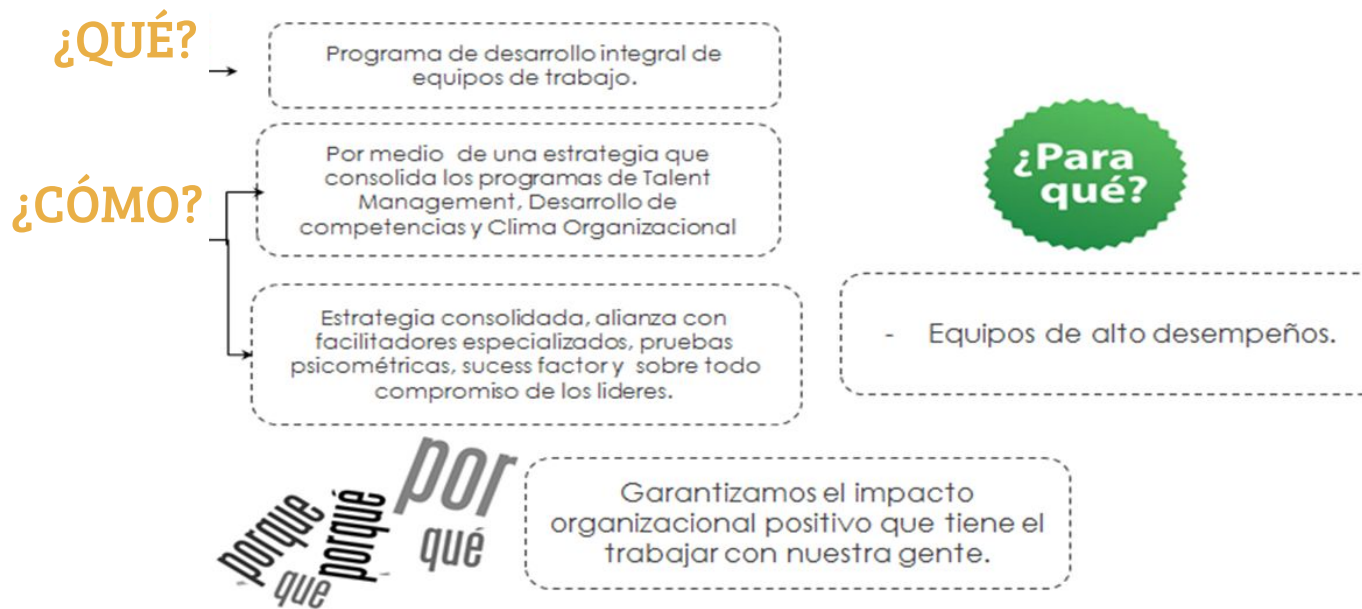 ¿QUÉ?
Programa de desarrollo integral de
equipos de trabajo.
¿CÓMO?
Por medio de una estrategia que
consolida los programas de Talent
Management, Desarrollo de
competencias y Clima Organizacional
Estrategia consolidada, alianza con
facilitadores especializados, pruebas
psicométricas, sucess factor y sobre todo
compromiso de los lideres.
¿Para
qué?
- Equipos de alto desempeños.
porque
que
porqué
por
qué
Garantizamos el impacto
organizacional positivo que tiene el
trabajar con nuestra gente.